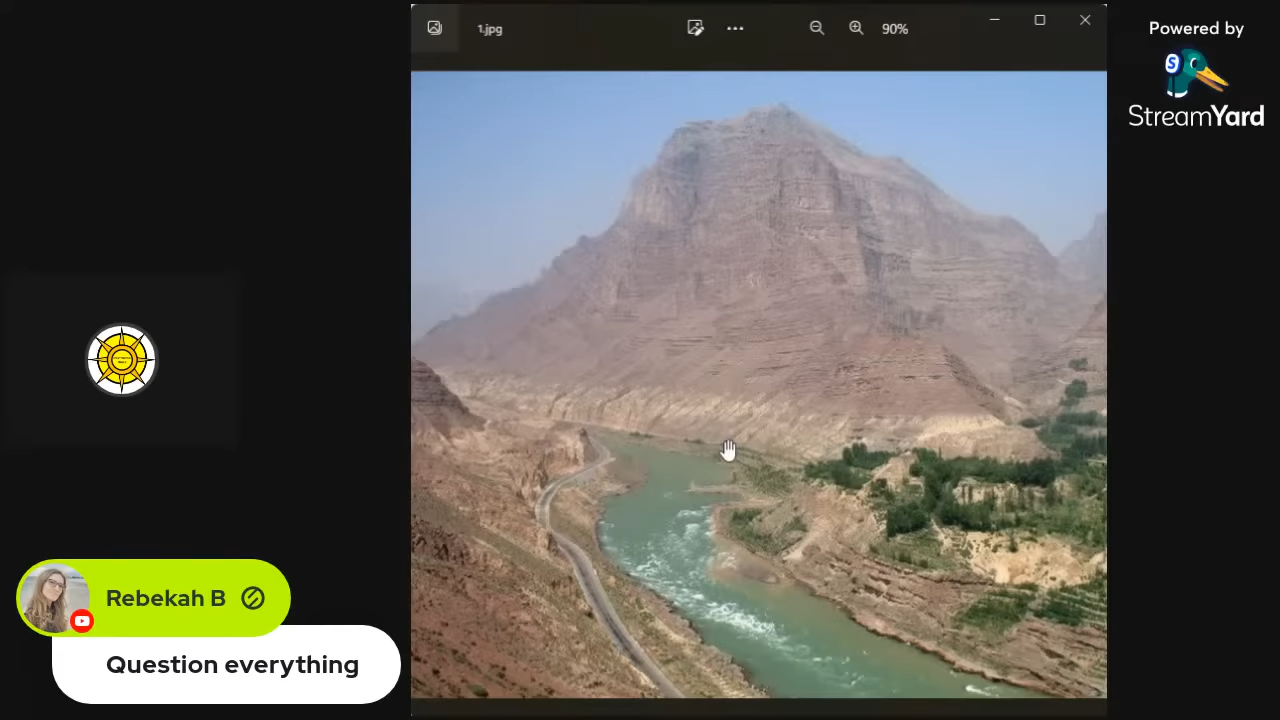 1.jpg
90%
Powered by
S
StreamYard
Rebekah B
Question everything